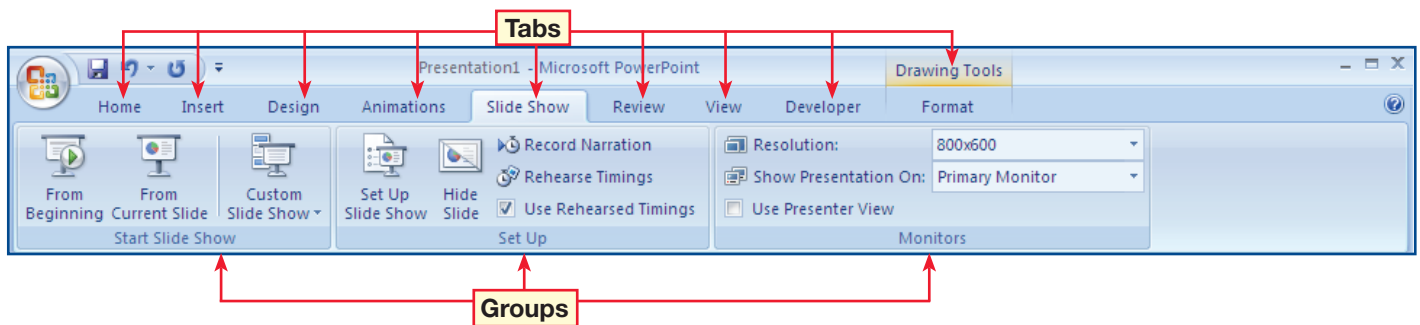 Tabs
Presentation1 - Microsoft PowerPoint
Drawing Tools
Home Insert Design Animations Slide Show Review View Developer Format
From Beginning
From Current Slide
Custom Slide Show
Set Up Slide Show
Hide Slide
Record Narration
Rehearse Timings
Use Rehearsed Timings
Resolution: 800x600
Show Presentation On: Primary Monitor
Use Presenter View
Start Slide Show
Set Up
Monitors
Groups